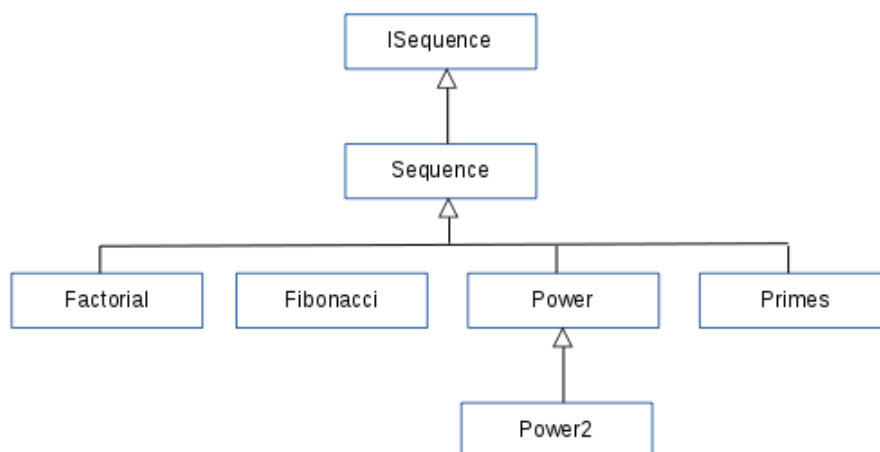 ISequence
Sequence
Factorial
Fibonacci
Power
Primes
Power2